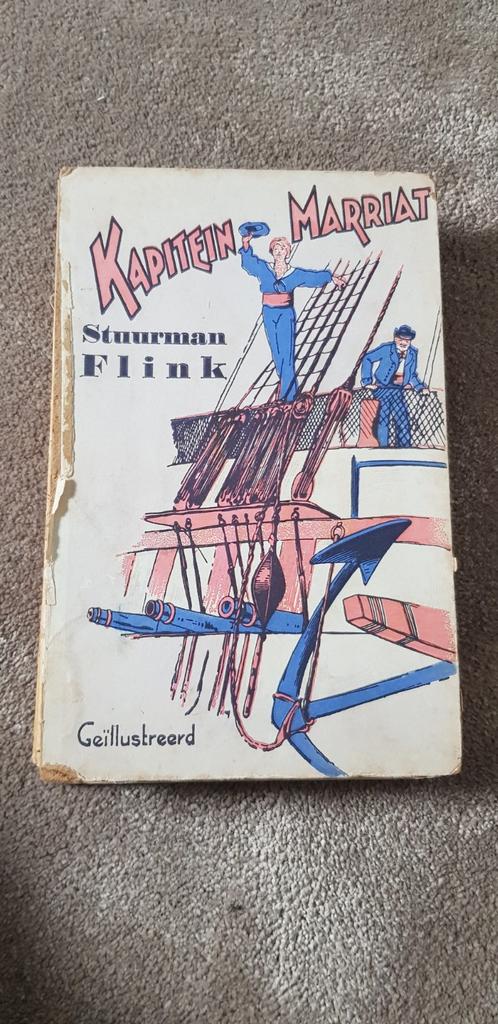 Kapitein Marriat
Stuurman
Flink
Geïllustreerd